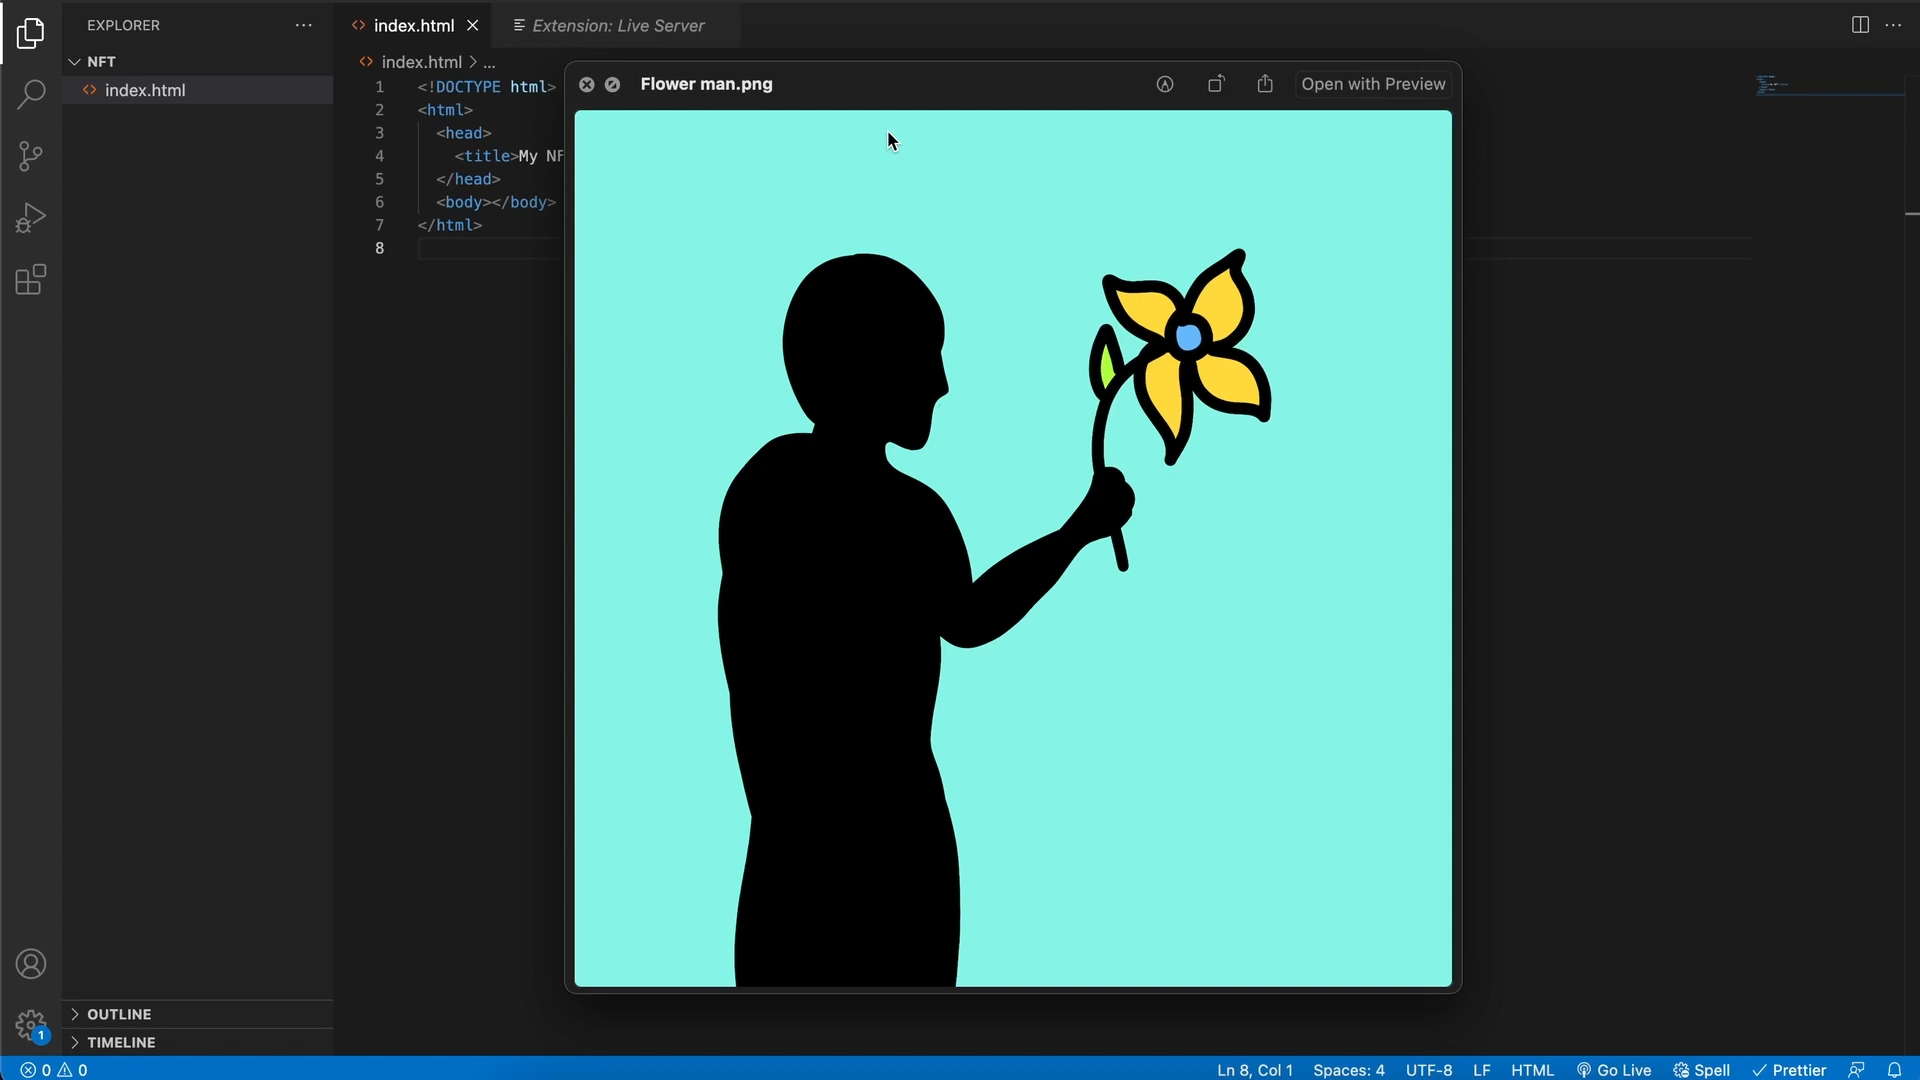 EXPLORER
NFT
index.html
OUTLINE
TIMELINE
index.html
Extension: Live Server
index.html > ...
1 <!DOCTYPE html>
2 <html>
3 <head>
4 <title>My NF
5 </head>
6 <body></body>
7 </html>
8
Flower man.png
Open with Preview
1
0 0
Ln 8, Col 1
Spaces: 4
UTF-8
LF
HTML
Go Live
Spell
Prettier